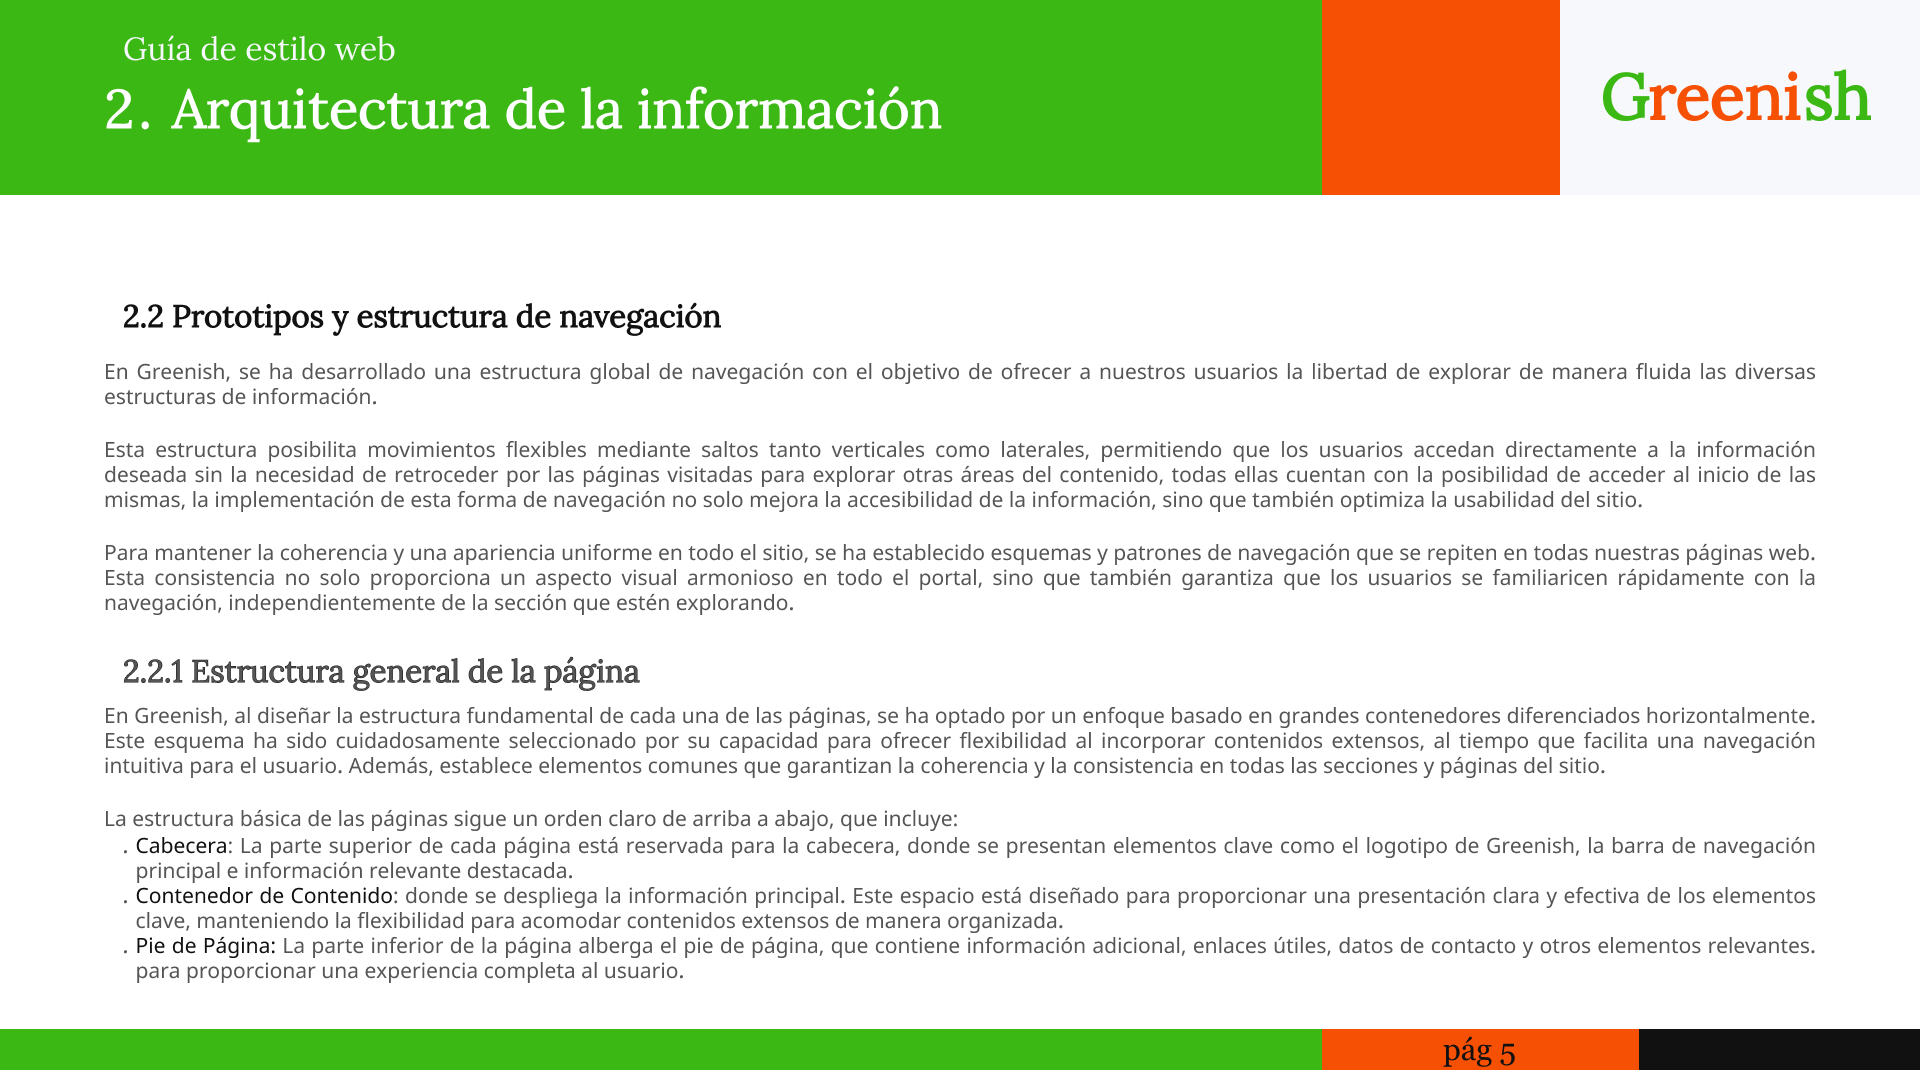 Guía de estilo web
2. Arquitectura de la información
Greenish
2.2 Prototipos y estructura de navegación
En Greenish, se ha desarrollado una estructura global de navegación con el objetivo de ofrecer a nuestros usuarios la libertad de explorar de manera fluida las diversas
estructuras de información.
Esta estructura posibilita movimientos flexibles mediante saltos tanto verticales como laterales, permitiendo que los usuarios accedan directamente a la información
deseada sin la necesidad de retroceder por las páginas visitadas para explorar otras áreas del contenido, todas ellas cuentan con la posibilidad de acceder al inicio de las
mismas, la implementación de esta forma de navegación no solo mejora la accesibilidad de la información, sino que también optimiza la usabilidad del sitio.
Para mantener la coherencia y una apariencia uniforme en todo el sitio, se ha establecido esquemas y patrones de navegación que se repiten en todas nuestras páginas web.
Esta consistencia no solo proporciona un aspecto visual armonioso en todo el portal, sino que también garantiza que los usuarios se familiaricen rápidamente con la
navegación, independientemente de la sección que estén explorando.
2.2.1 Estructura general de la página
En Greenish, al diseñar la estructura fundamental de cada una de las páginas, se ha optado por un enfoque basado en grandes contenedores diferenciados horizontalmente.
Este esquema ha sido cuidadosamente seleccionado por su capacidad para ofrecer flexibilidad al incorporar contenidos extensos, al tiempo que facilita una navegación
intuitiva para el usuario. Además, establece elementos comunes que garantizan la coherencia y la consistencia en todas las secciones y páginas del sitio.
La estructura básica de las páginas sigue un orden claro de arriba a abajo, que incluye:
. Cabecera: La parte superior de cada página está reservada para la cabecera, donde se presentan elementos clave como el logotipo de Greenish, la barra de navegación
principal e información relevante destacada.
. Contenedor de Contenido: donde se despliega la información principal. Este espacio está diseñado para proporcionar una presentación clara y efectiva de los elementos
clave, manteniendo la flexibilidad para acomodar contenidos extensos de manera organizada.
. Pie de Página: La parte inferior de la página alberga el pie de página, que contiene información adicional, enlaces útiles, datos de contacto y otros elementos relevantes.
para proporcionar una experiencia completa al usuario.
pág 5